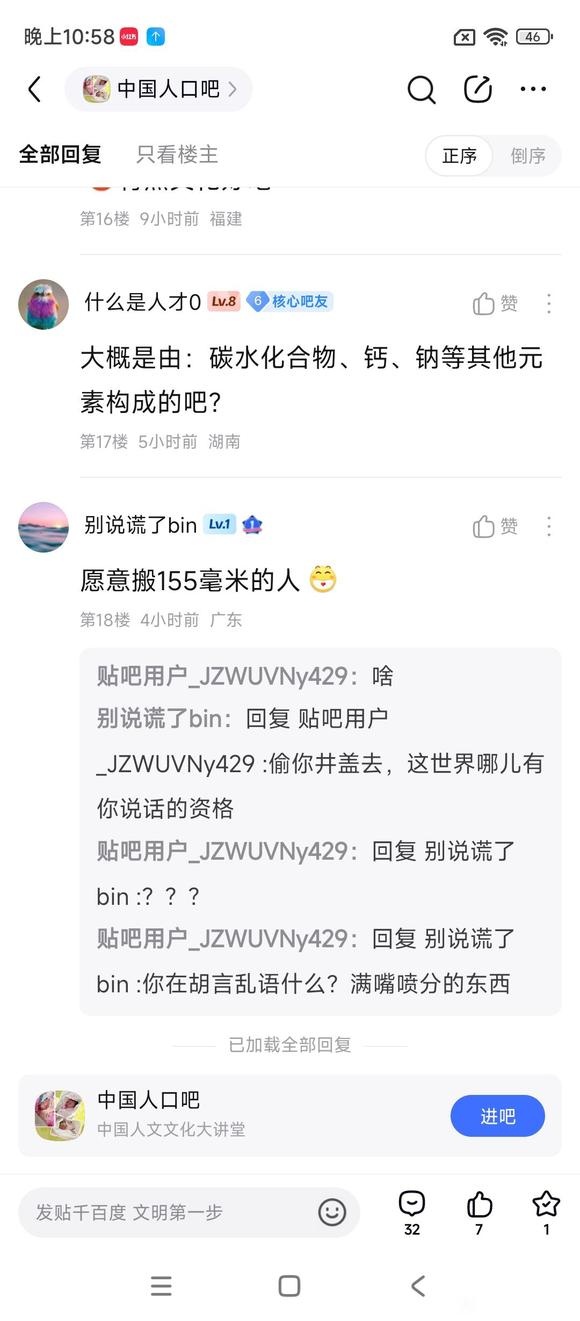 晚上10:58
46
中国人口吧
全部回复 只看楼主
正序 倒序
第16楼 9小时前 福建
什么是人才0 Lv.8 6 核心吧友
赞
大概是由：碳水化合物、钙、钠等其他元
素构成的吧？
第17楼 5小时前 湖南
别说谎了bin Lv.1 1
赞
愿意搬155毫米的人
第18楼 4小时前 广东
贴吧用户_JZWUVNy429：啥
别说谎了bin：回复 贴吧用户
_JZWUVNy429 :偷你井盖去，这世界哪儿有
你说话的资格
贴吧用户_JZWUVNy429：回复 别说谎了
bin :？？？
贴吧用户_JZWUVNy429：回复 别说谎了
bin :你在胡言乱语什么？满嘴喷分的东西
已加载全部回复
中国人口吧
中国人文文化大讲堂
进吧
发贴千百度 文明第一步
32
7
1